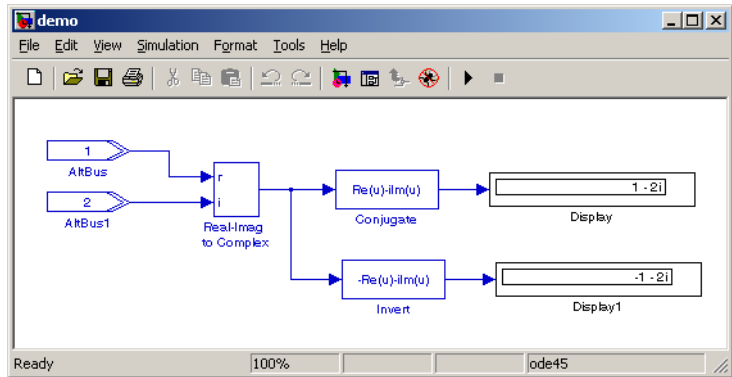 demo
File Edit View Simulation Format Tools Help
1
AltBus
2
AltBus1
r
i
Real-Imag
to Complex
Re(u)-iIm(u)
Conjugate
1 - 2i
Display
-Re(u)-iIm(u)
Invert
-1 - 2i
Display1
Ready 100% ode45